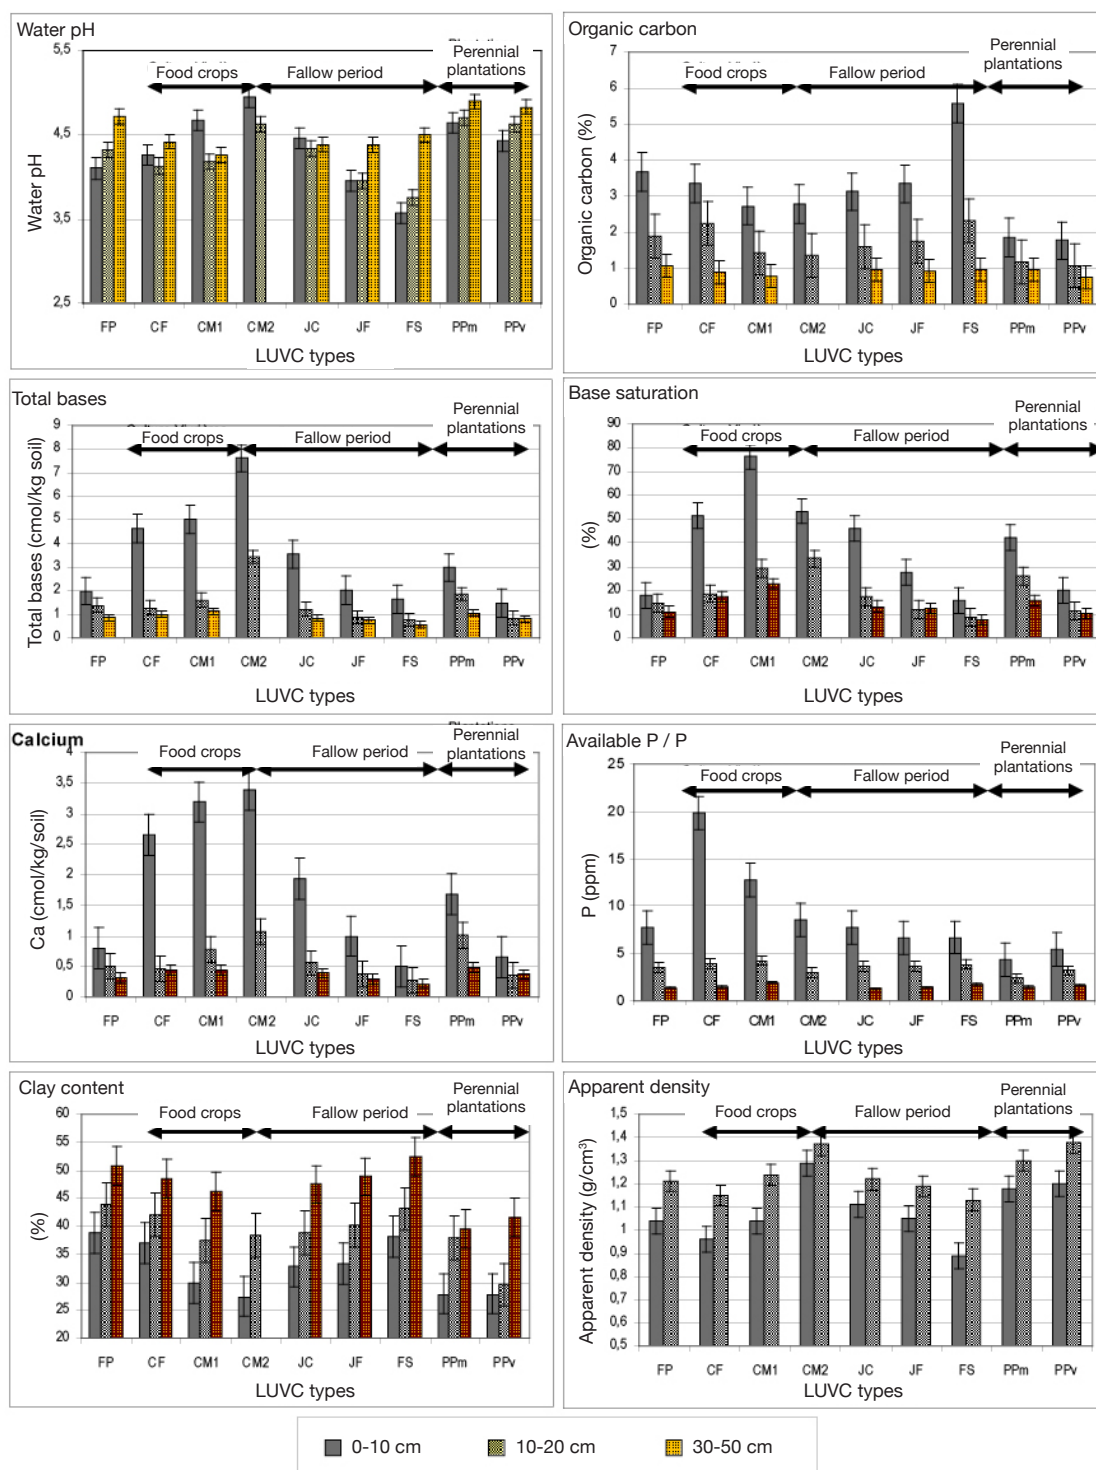 Water pH
Perennial
plantations
Food crops
Fallow period
5,5
4,5
3,5
2,5
Water pH
FP CF CM1 CM2 JC JF FS PPm PPv
LUVC types
Organic carbon
Perennial
plantations
Food crops
Fallow period
7
6
5
4
3
2
1
0
Organic carbon (%)
FP CF CM1 CM2 JC JF FS PPm PPv
LUVC types
Total bases
Perennial
plantations
Food crops
Fallow period
9
8
7
6
5
4
3
2
1
0
Total bases (cmol/kg soil)
FP CF CM1 CM2 JC JF FS PPm PPv
LUVC types
Base saturation
Perennial
plantations
Food crops
Fallow period
90
80
70
60
50
40
30
20
10
0
(%)
FP CF CM1 CM2 JC JF FS PPm PPv
LUVC types
Calcium
Perennial
plantations
Food crops
Fallow period
4
3,5
3
2,5
2
1,5
1
0,5
0
Ca (cmol/kg/soil)
FP CF CM1 CM2 JC JF FS PPm PPv
LUVC types
Available P / P
Perennial
plantations
Food crops
Fallow period
25
20
15
10
5
0
P (ppm)
FP CF CM1 CM2 JC JF FS PPm PPv
LUVC types
Clay content
Perennial
plantations
Food crops
Fallow period
60
55
50
45
40
35
30
25
20
(%)
FP CF CM1 CM2 JC JF FS PPm PPv
LUVC types
Apparent density
Perennial
plantations
Food crops
Fallow period
1,5
1,4
1,3
1,2
1,1
1
0,9
0,8
0,7
0,6
0,5
Apparent density (g/cm³)
FP CF CM1 CM2 JC JF FS PPm PPv
LUVC types
0-10 cm
10-20 cm
30-50 cm